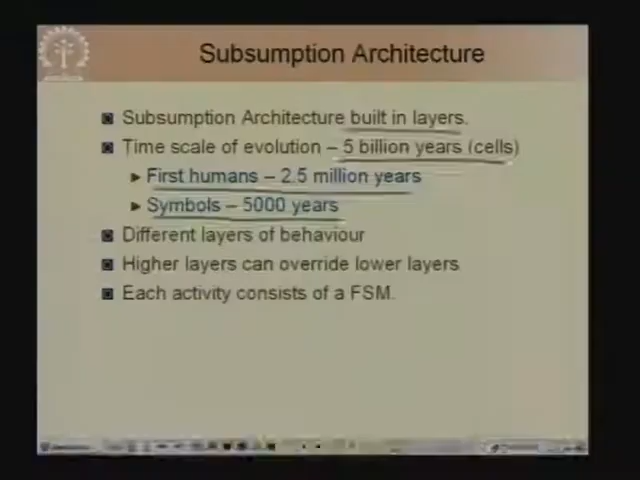 Subsumption Architecture
Subsumption Architecture built in layers.
Time scale of evolution – 5 billion years (cells)
First humans – 2.5 million years
Symbols – 5000 years
Different layers of behaviour
Higher layers can override lower layers
Each activity consists of a FSM.